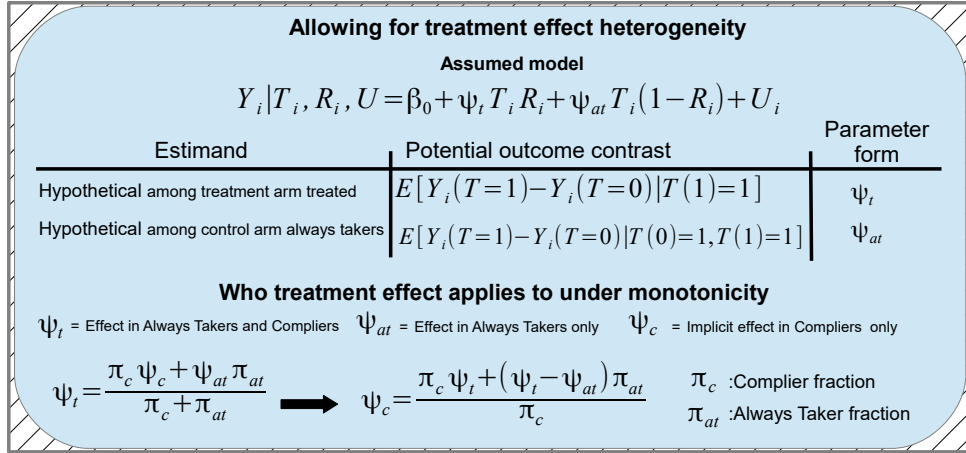 Allowing for treatment effect heterogeneity
Assumed model
Y_i|T_i, R_i, U = β_0 + ψ_t T_i R_i + ψ_at T_i(1−R_i) + U_i
Estimand Potential outcome contrast Parameter form
Hypothetical among treatment arm treated E[Y_i(T=1)−Y_i(T=0)|T(1)=1] ψ_t
Hypothetical among control arm always takers E[Y_i(T=1)−Y_i(T=0)|T(0)=1,T(1)=1] ψ_at
Who treatment effect applies to under monotonicity
ψ_t = Effect in Always Takers and Compliers ψ_at = Effect in Always Takers only ψ_c = Implicit effect in Compliers only
ψ_t = (π_c ψ_c + ψ_at π_at)/(π_c + π_at) ➡ ψ_c = (π_c ψ_t + (ψ_t − ψ_at) π_at)/π_c
π_c :Complier fraction
π_at :Always Taker fraction